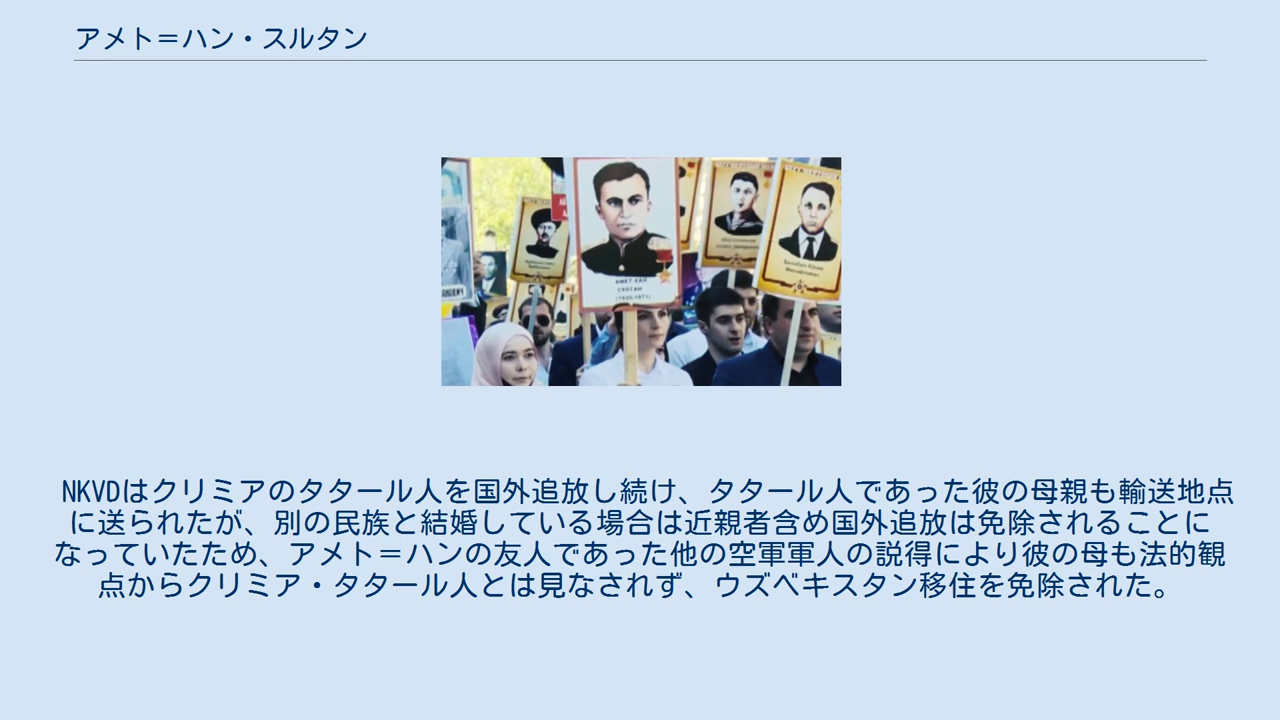 アメト＝ハン・スルタン
АМЕТ-ХАН
СУЛТАН
(1920-1971)
NKVDはクリミアのタタール人を国外追放し続け、タタール人であった彼の母親も輸送地点
に送られたが、別の民族と結婚している場合は近親者含め国外追放は免除されることに
なっていたため、アメト＝ハンの友人であった他の空軍軍人の説得により彼の母も法的観
点からクリミア・タタール人とは見なされず、ウズベキスタン移住を免除された。